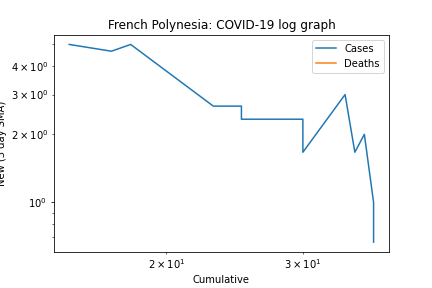 French Polynesia: COVID-19 log graph
Cases
Deaths
4 × 10⁰
3 × 10⁰
2 × 10⁰
10⁰
New (3 day SMA)
2 × 10¹
3 × 10¹
Cumulative